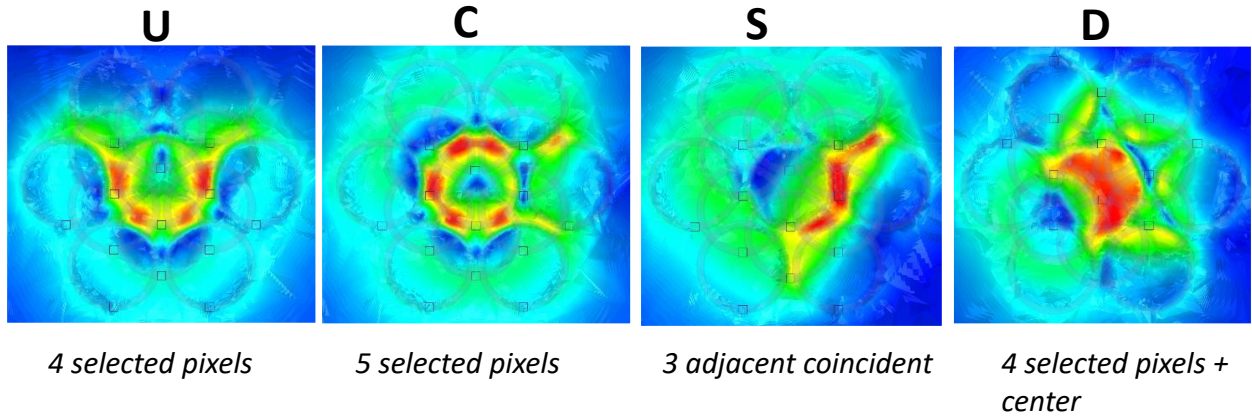 U C S D
4 selected pixels
5 selected pixels
3 adjacent coincident
4 selected pixels +
center